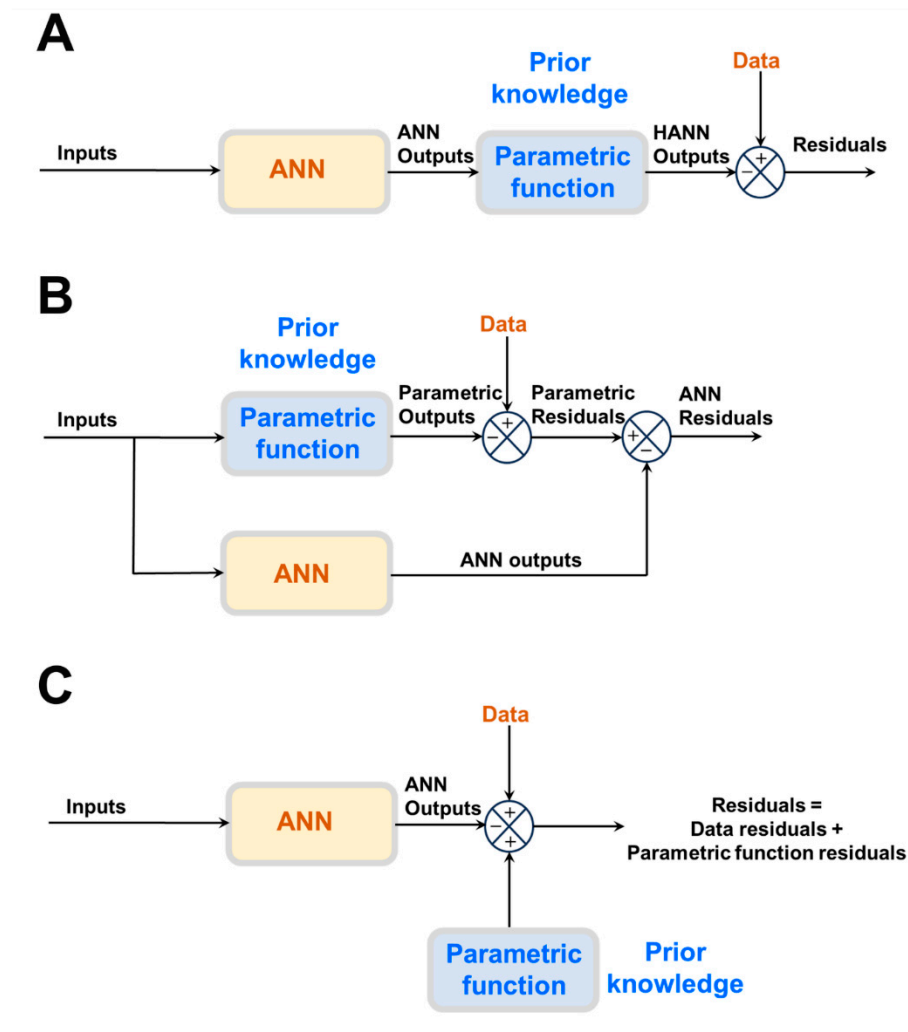 A
Prior
knowledge
Data
Inputs
ANN
ANN
Outputs
Parametric
function
HANN
Outputs
+
−
Residuals
B
Prior
knowledge
Data
Inputs
Parametric
function
Parametric
Outputs
+
−
Parametric
Residuals
+
−
ANN
Residuals
ANN
ANN outputs
C
Data
Inputs
ANN
ANN
Outputs
+
−
+
Residuals =
Data residuals +
Parametric function residuals
Parametric
function
Prior
knowledge